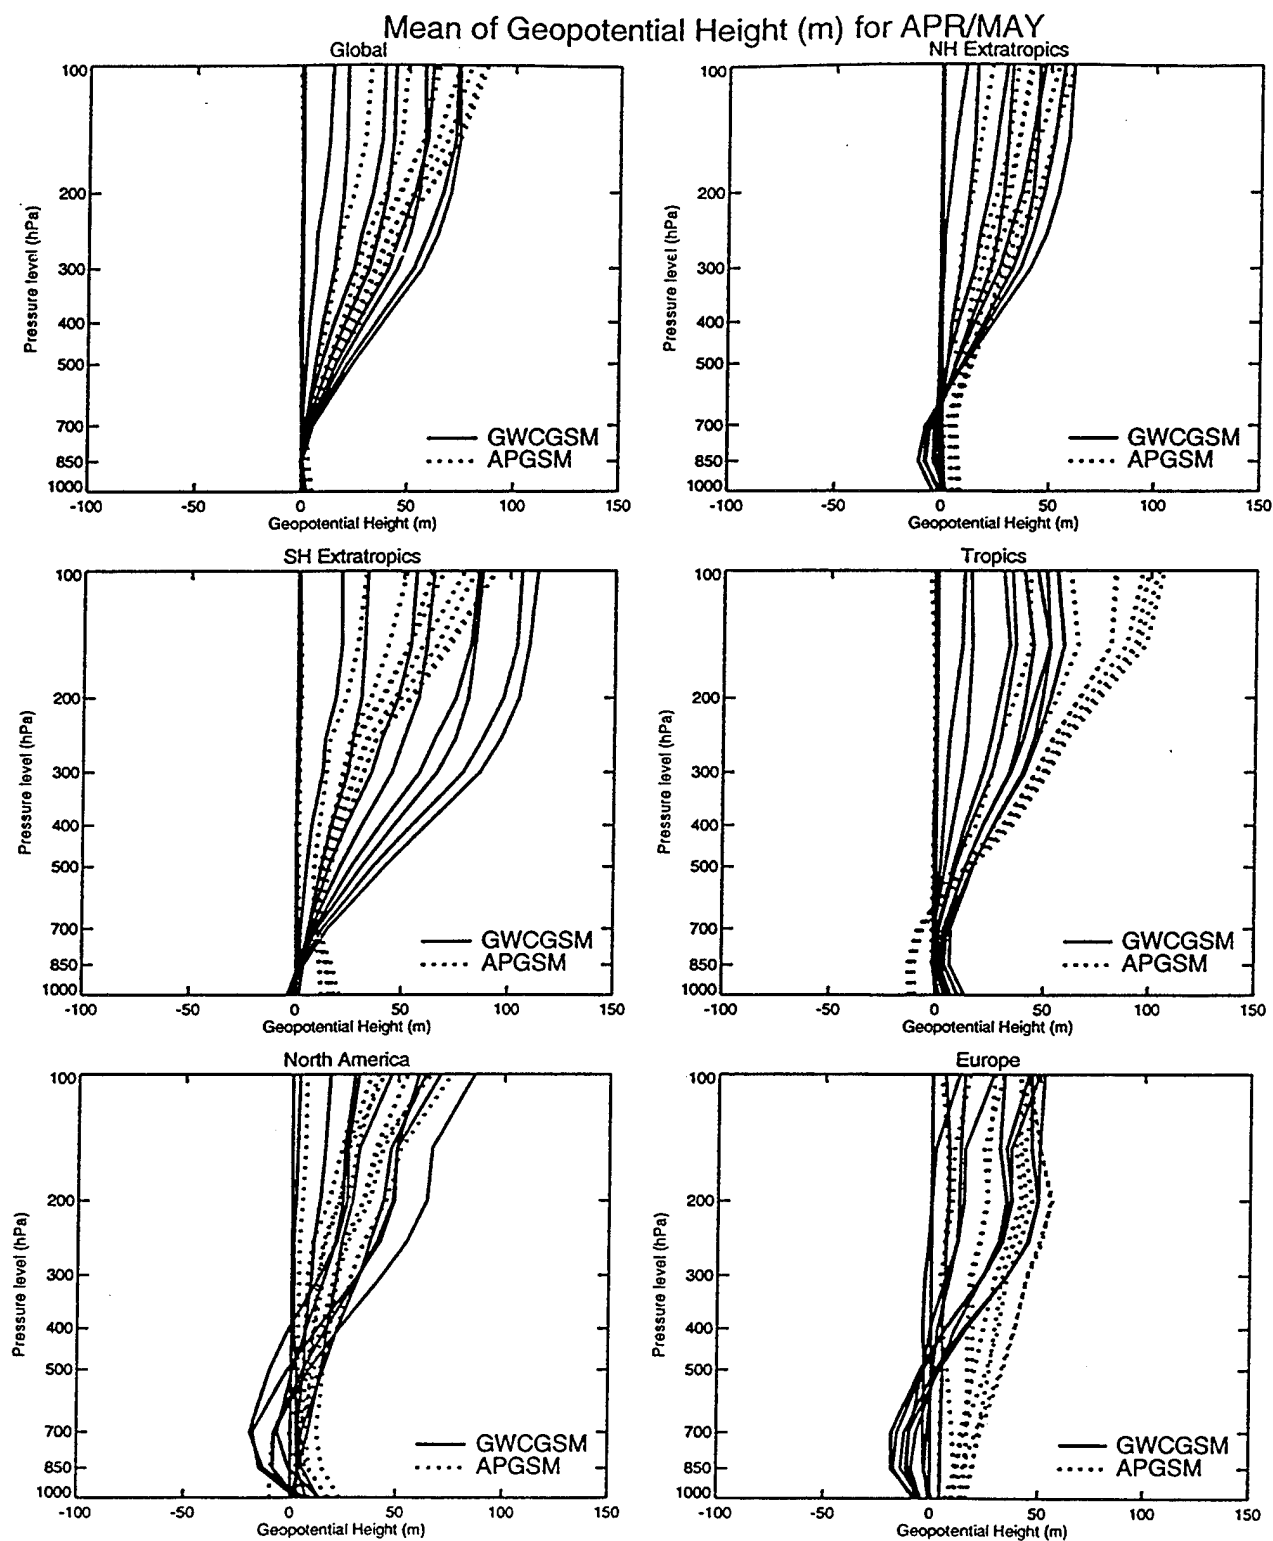 Mean of Geopotential Height (m) for APR/MAY
Global
100
200
300
400
500
700
850
1000
Pressure level (hPa)
GWCGSM
APGSM
-100 -50 0 50 100 150
Geopotential Height (m)
NH Extratropics
100
200
300
400
500
700
850
1000
Pressure level (hPa)
GWCGSM
APGSM
-100 -50 0 50 100 150
Geopotential Height (m)
SH Extratropics
100
200
300
400
500
700
850
1000
Pressure level (hPa)
GWCGSM
APGSM
-100 -50 0 50 100 150
Geopotential Height (m)
Tropics
100
200
300
400
500
700
850
1000
Pressure level (hPa)
GWCGSM
APGSM
-100 -50 0 50 100 150
Geopotential Height (m)
North America
100
200
300
400
500
700
850
1000
Pressure level (hPa)
GWCGSM
APGSM
-100 -50 0 50 100 150
Geopotential Height (m)
Europe
100
200
300
400
500
700
850
1000
Pressure level (hPa)
GWCGSM
APGSM
-100 -50 0 50 100 150
Geopotential Height (m)